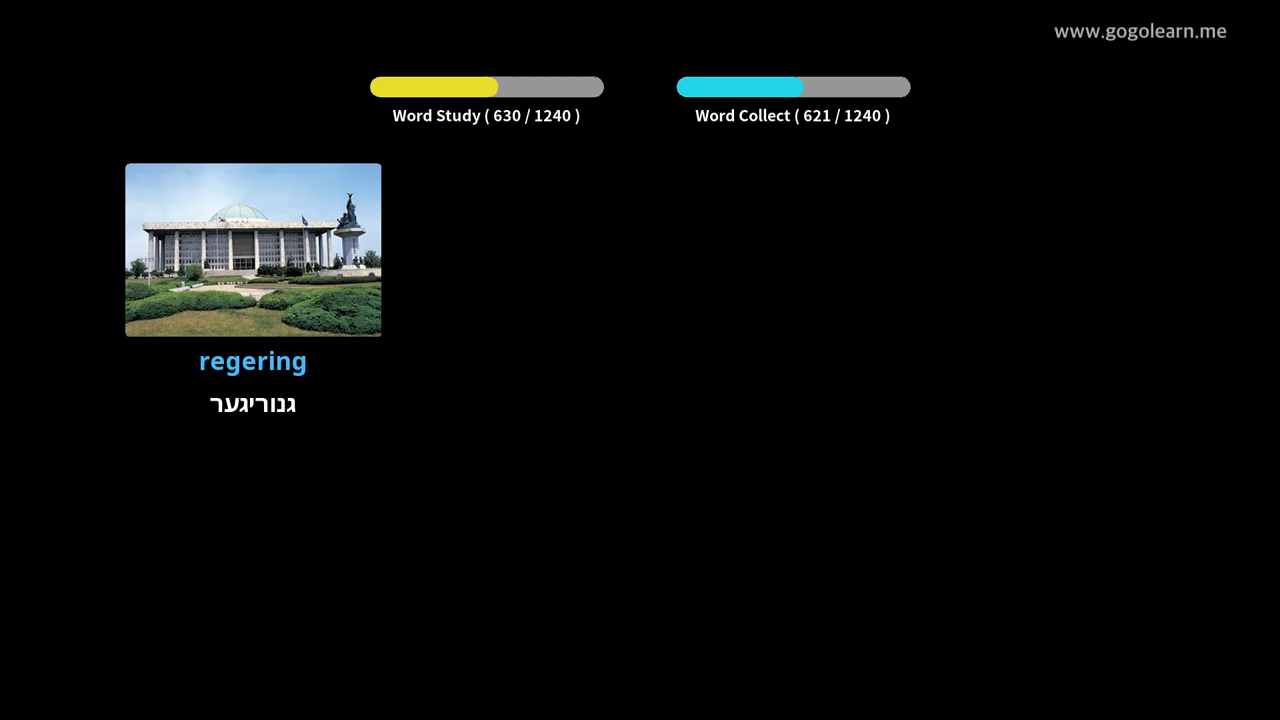 www.gogolearn.me
Word Study ( 630 / 1240 )
Word Collect ( 621 / 1240 )
regering
גנוריגער